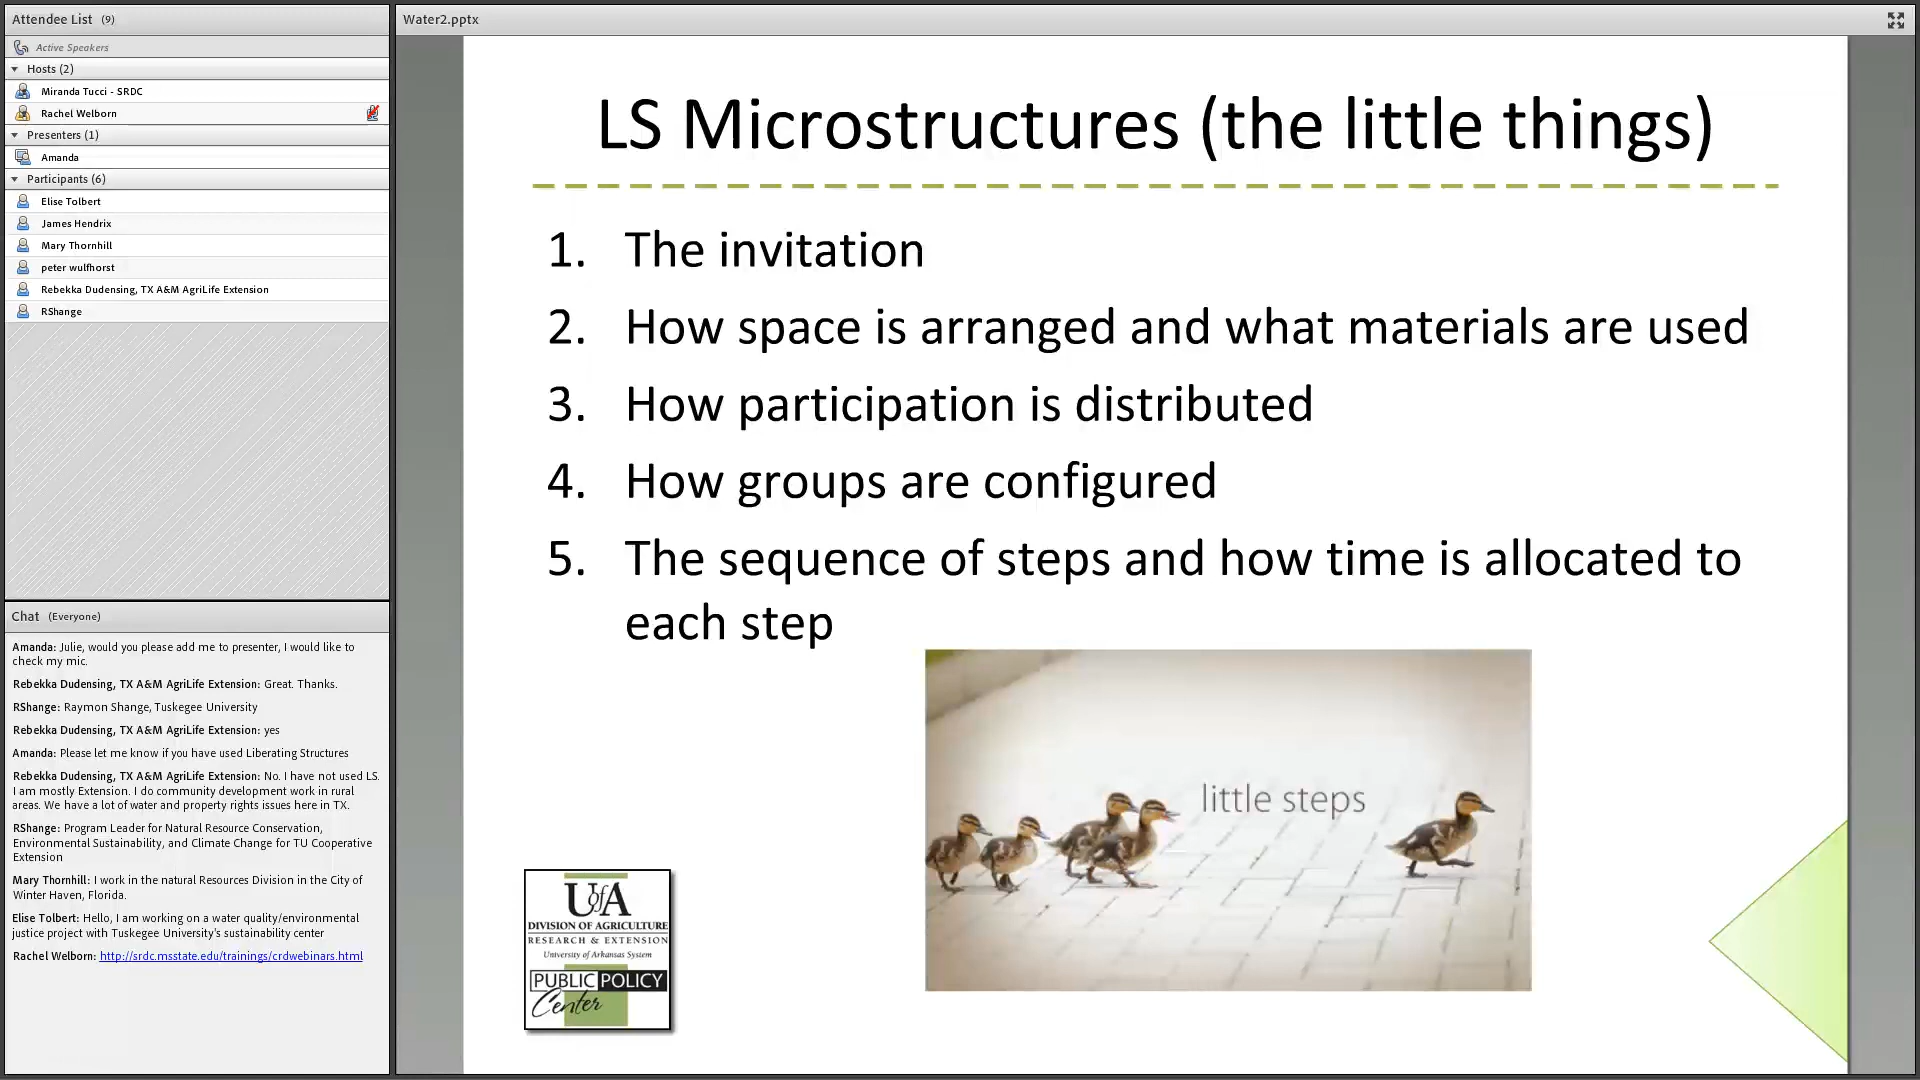 Attendee List (9)
Active Speakers
Hosts (2)
Miranda Tucci - SRDC
Rachel Welborn
Presenters (1)
Amanda
Participants (6)
Elise Tolbert
James Hendrix
Mary Thornhill
peter wulfhorst
Rebekka Dudensing, TX A&M AgriLife Extension
RShange
Chat (Everyone)
Amanda: Julie, would you please add me to presenter, I would like to
check my mic.
Rebekka Dudensing, TX A&M AgriLife Extension: Great. Thanks.
RShange: Raymon Shange, Tuskegee University
Rebekka Dudensing, TX A&M AgriLife Extension: yes
Amanda: Please let me know if you have used Liberating Structures
Rebekka Dudensing, TX A&M AgriLife Extension: No. I have not used LS.
I am mostly Extension. I do community development work in rural
areas. We have a lot of water and property rights issues here in TX.
RShange: Program Leader for Natural Resource Conservation,
Environmental Sustainability, and Climate Change for TU Cooperative
Extension
Mary Thornhill: I work in the natural Resources Division in the City of
Winter Haven, Florida.
Elise Tolbert: Hello, I am working on a water quality/environmental
justice project with Tuskegee University's sustainability center
Rachel Welborn: http://srdc.msstate.edu/trainings/crdwebinars.html
Water2.pptx
LS Microstructures (the little things)
1. The invitation
2. How space is arranged and what materials are used
3. How participation is distributed
4. How groups are configured
5. The sequence of steps and how time is allocated to
each step
little steps
UofA
DIVISION OF AGRICULTURE
RESEARCH & EXTENSION
University of Arkansas System
PUBLIC POLICY
Center